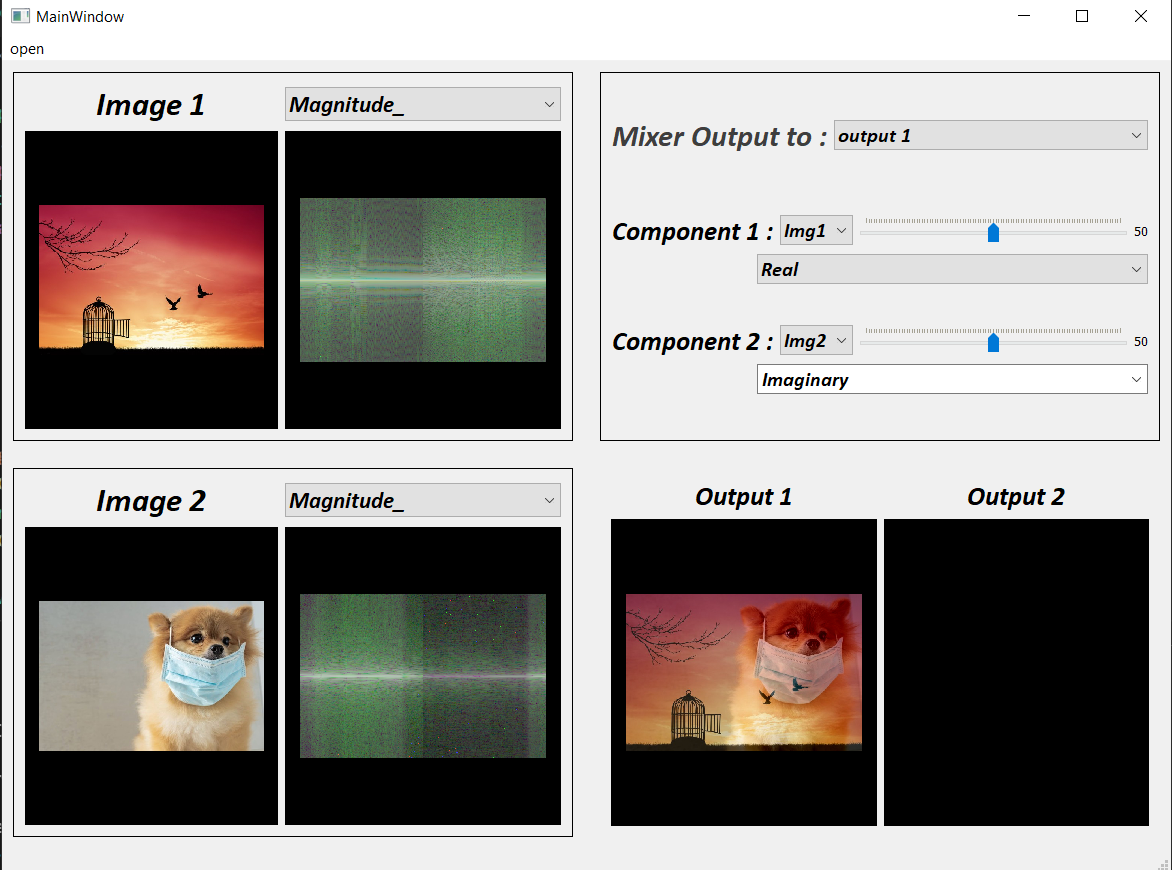 MainWindow
open
Image 1
Magnitude_
Mixer Output to :
output 1
Component 1 :
Img1
50
Real
Component 2 :
Img2
50
Imaginary
Image 2
Magnitude_
Output 1
Output 2